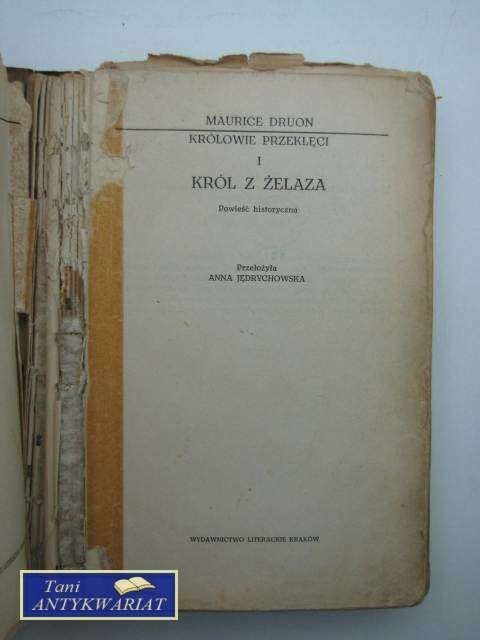 MAURICE DRUON
KRÓLOWIE PRZEKLĘCI
I
KRÓL Z ŻELAZA
Powieść historyczna
Przełożyła
ANNA JĘDRYCHOWSKA
WYDAWNICTWO LITERACKIE KRAKÓW
Tani
ANTYKWARIAT